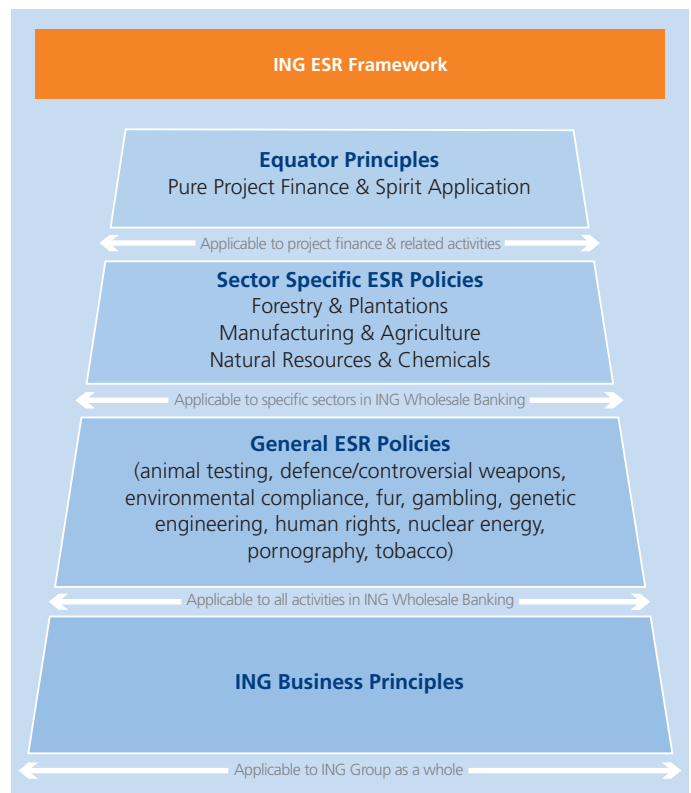 ING ESR Framework
Equator Principles
Pure Project Finance & Spirit Application
Applicable to project finance & related activities
Sector Specific ESR Policies
Forestry & Plantations
Manufacturing & Agriculture
Natural Resources & Chemicals
Applicable to specific sectors in ING Wholesale Banking
General ESR Policies
(animal testing, defence/controversial weapons,
environmental compliance, fur, gambling, genetic
engineering, human rights, nuclear energy,
pornography, tobacco)
Applicable to all activities in ING Wholesale Banking
ING Business Principles
Applicable to ING Group as a whole